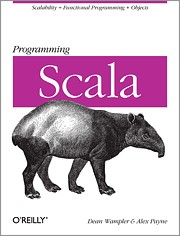 Scalability + Functional Programming + Objects
Programming
Scala
O'REILLY®
Dean Wampler & Alex Payne